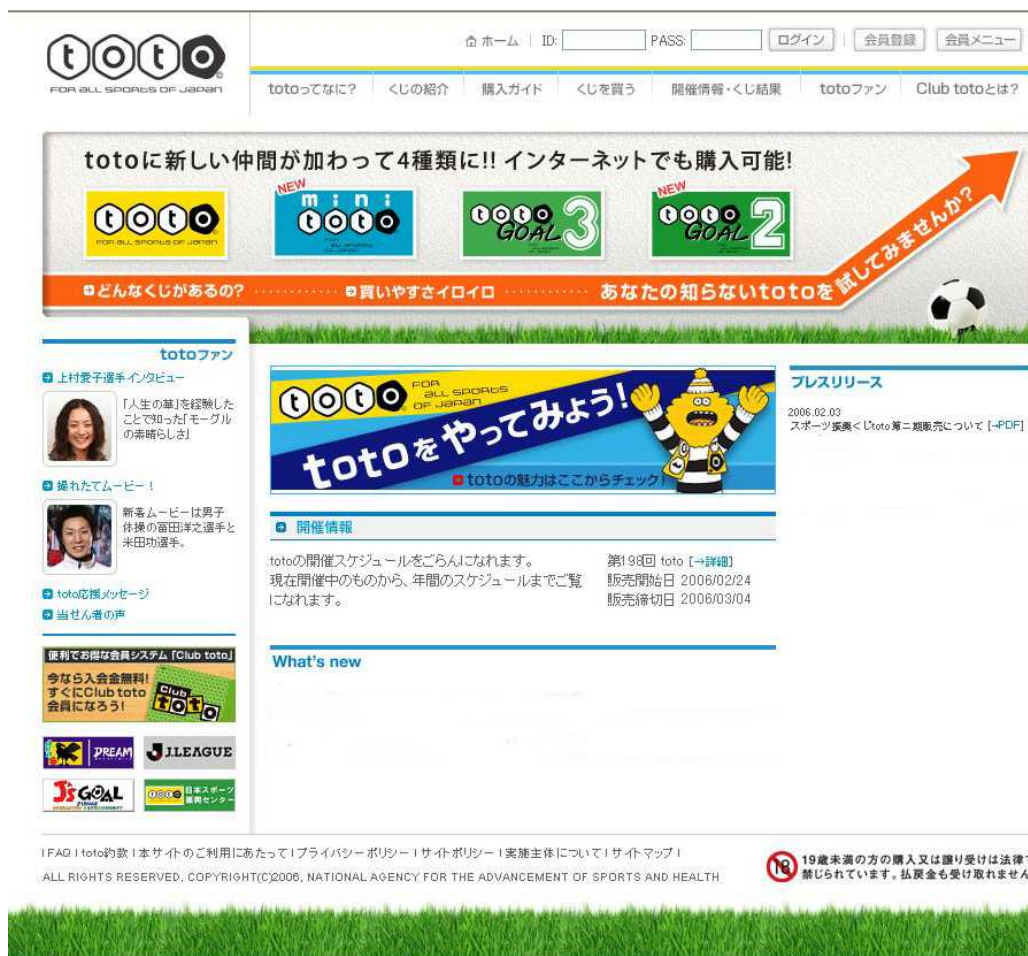 toto
FOR ALL SPORTS OF JAPAN
ホーム | ID: PASS: ログイン | 会員登録 会員メニュー
totoってなに? くじの紹介 購入ガイド くじを買う 開催情報・くじ結果 totoファン Club totoとは?
totoに新しい仲間が加わって4種類に!! インターネットでも購入可能!
toto
FOR ALL SPORTS OF JAPAN
NEW
mini
toto
FOR ALL SPORTS OF JAPAN
toto GOAL 3
NEW
toto GOAL 2
どんなくじがあるの? ············ 買いやすさイロイロ ············ あなたの知らないtotoを試してみませんか?
totoファン
上村愛子選手インタビュー
「人生の華」を経験した
ことで知った「モーグル
の素晴らしさ」
撮れたてムービー!
新着ムービーは男子
体操の冨田洋之選手と
米田功選手。
toto応援メッセージ
当せん者の声
便利でお得な会員システム「Club toto」
今なら入会金無料!
すぐにClub toto
会員になろう!
Club
toto
DREAM
J.LEAGUE
J's GOAL
toto 日本スポーツ
振興センター
toto FOR ALL SPORTS OF JAPAN
totoをやってみよう!
totoの魅力はここからチェック!
開催情報
totoの開催スケジュールをごらんになれます。
現在開催中のものから、年間のスケジュールまでご覧
になれます。
第198回 toto [→詳細]
販売開始日 2006/02/24
販売締切日 2006/03/04
What's new
プレスリリース
2006.02.03
スポーツ振興くじtoto第二期販売について [→PDF]
| FAQ | toto約款 | 本サイトのご利用にあたって | プライバシーポリシー | サイトポリシー | 実施主体について | サイトマップ |
ALL RIGHTS RESERVED, COPYRIGHT(C)2006, NATIONAL AGENCY FOR THE ADVANCEMENT OF SPORTS AND HEALTH
18
19歳未満の方の購入又は譲り受けは法律で
禁じられています。払戻金も受け取れません